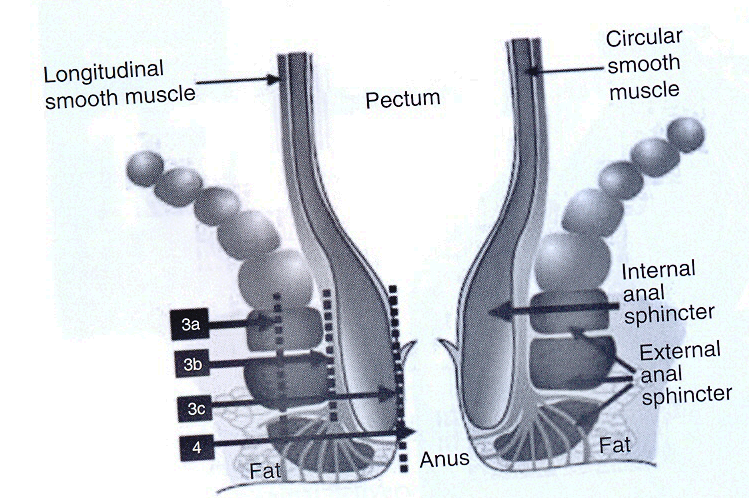 Longitudinal
smooth muscle
Pectum
Circular
smooth
muscle
3a
3b
3c
4
Internal
anal
sphincter
External
anal
sphincter
Fat
Anus
Fat